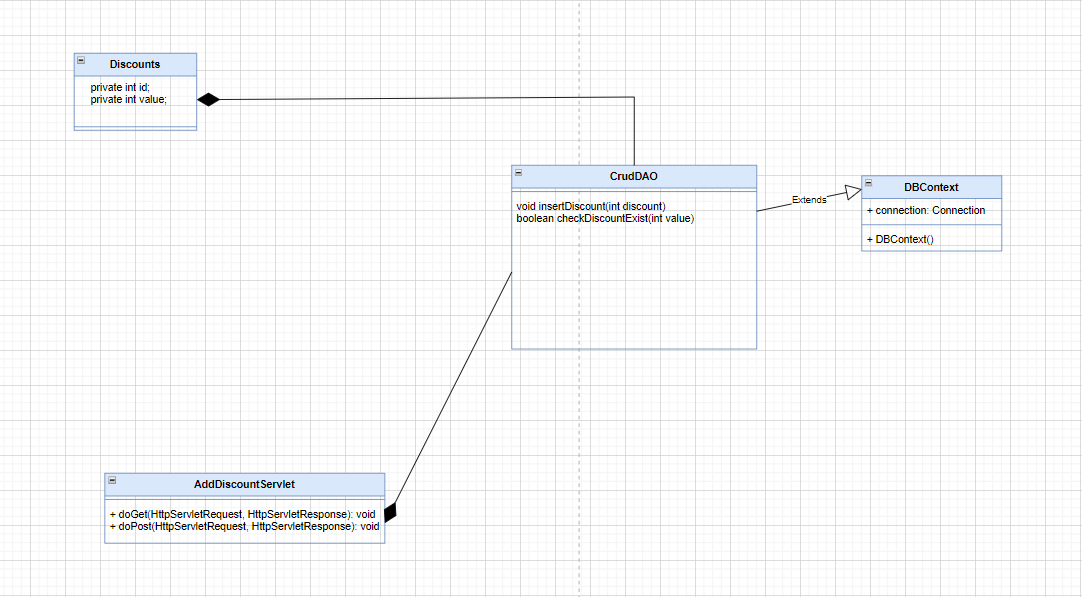 Discounts
private int id;
private int value;
CrudDAO
void insertDiscount(int discount)
boolean checkDiscountExist(int value)
Extends
DBContext
+ connection: Connection
+ DBContext()
AddDiscountServlet
+ doGet(HttpServletRequest, HttpServletResponse): void
+ doPost(HttpServletRequest, HttpServletResponse): void